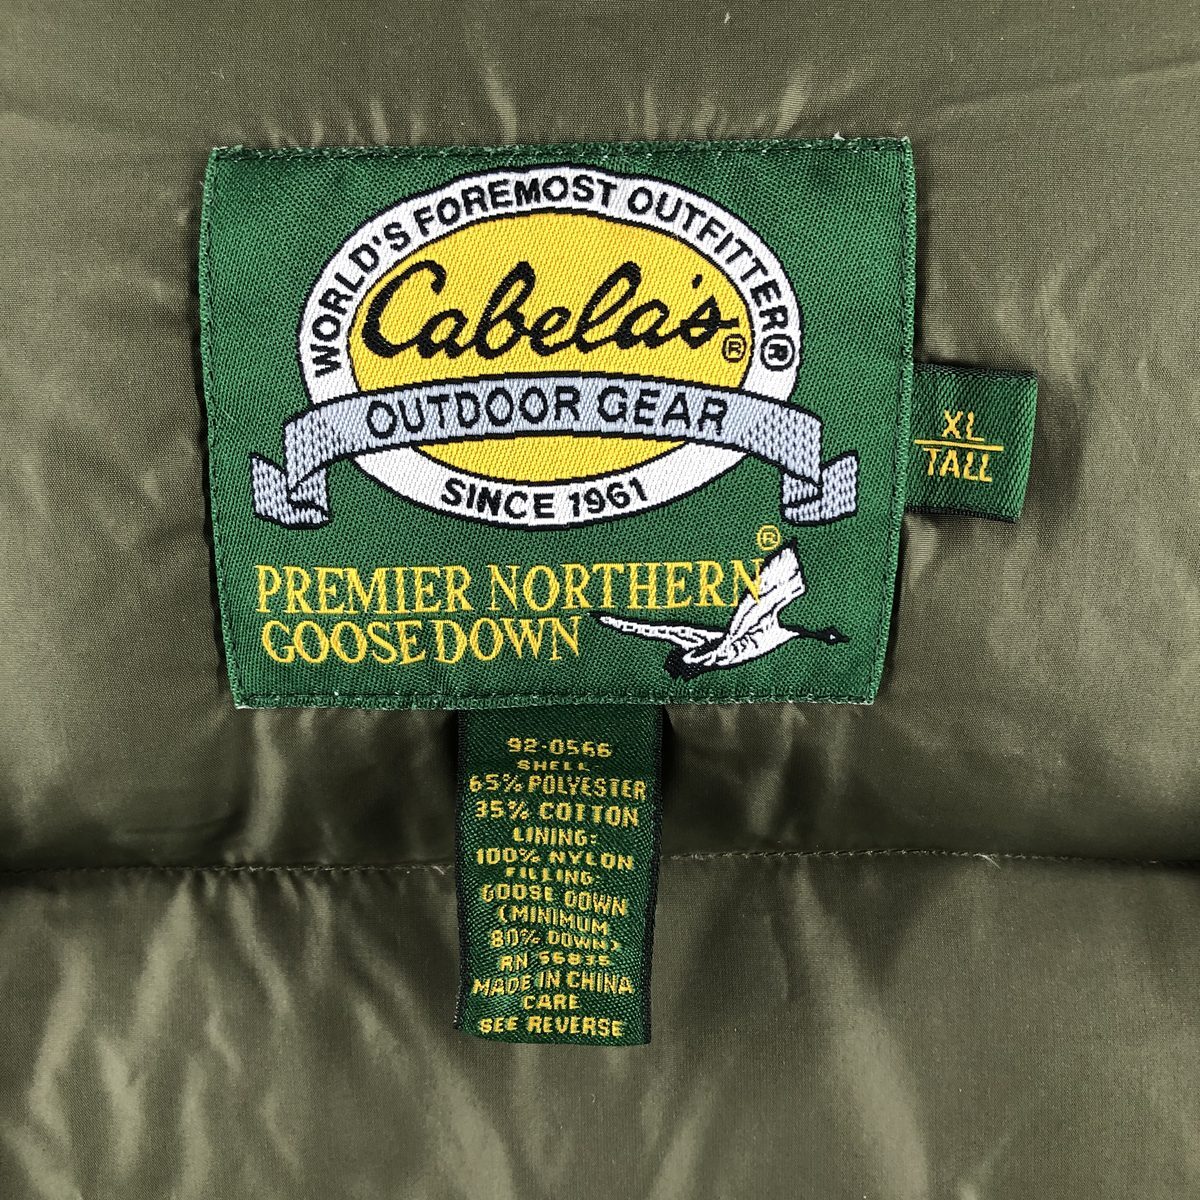 WORLD'S FOREMOST OUTFITTER®
Cabela's®
OUTDOOR GEAR
SINCE 1961
PREMIER NORTHERN®
GOOSE DOWN
XL
TALL
92-0566
SHELL
65% POLYESTER
35% COTTON
LINING:
100% NYLON
FILLING
GOOSE DOWN
(MINIMUM
80% DOWN)
RN 56835
MADE IN CHINA
CARE
SEE REVERSE